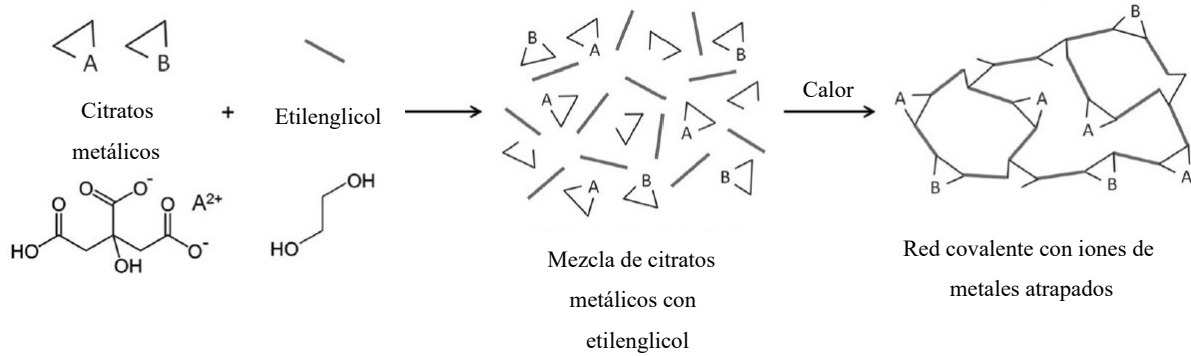 A
B
Citratos
metálicos
+
Etilenglicol
O
O⁻
O
O
A²⁺
HO
OH
O⁻
OH
HO
B
A
B
A
A
A
B
B
Mezcla de citratos
metálicos con
etilenglicol
Calor
B
A
A
A
B
B
A
Red covalente con iones de
metales atrapados